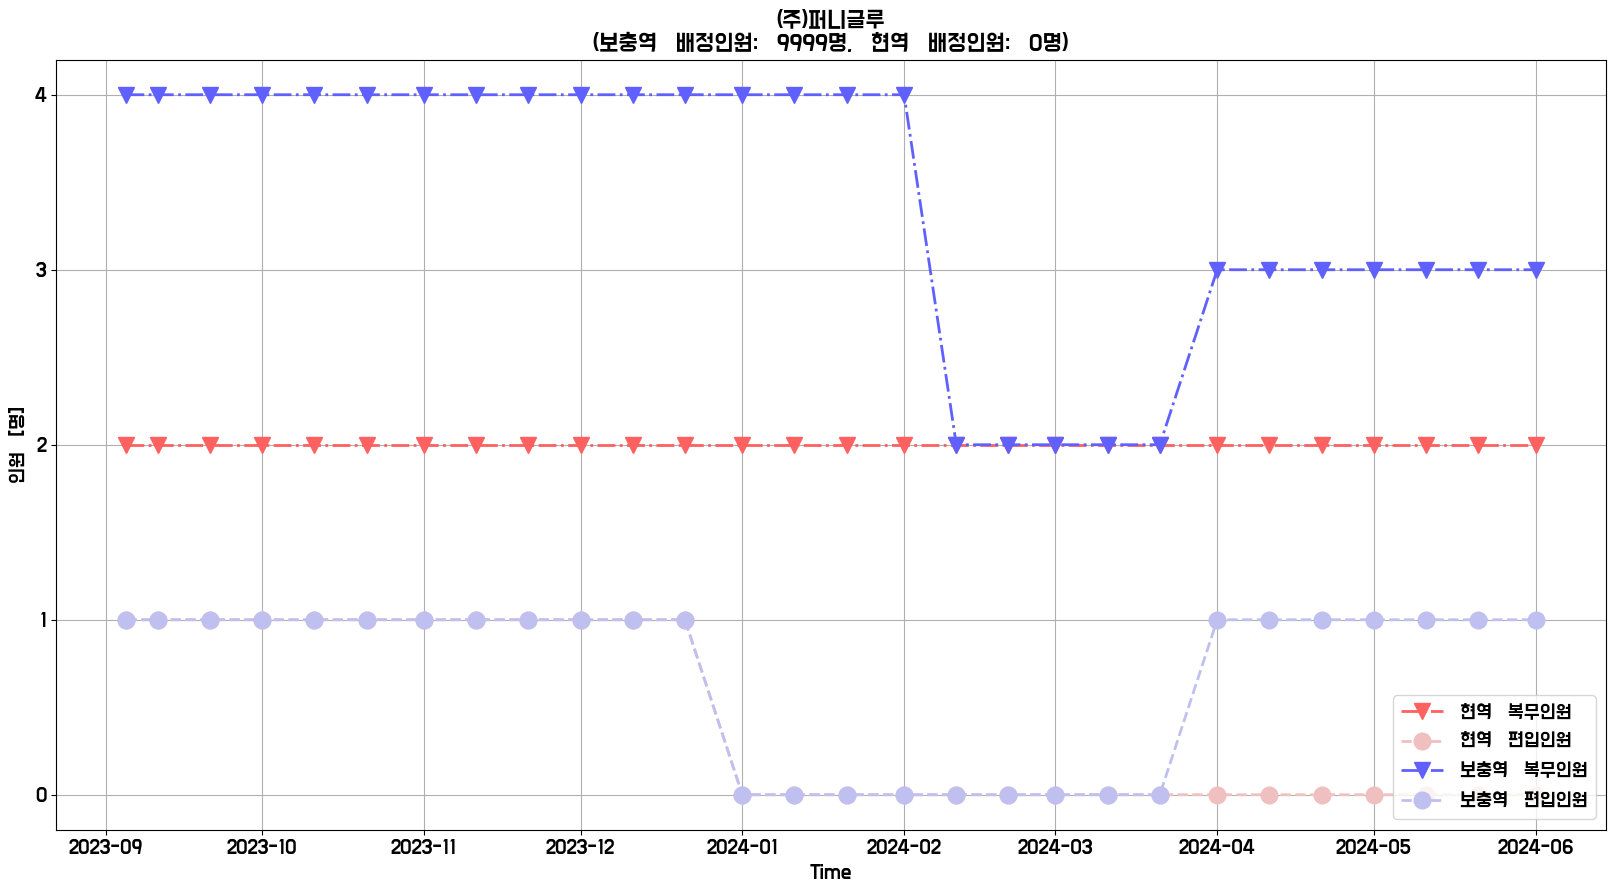 (주)퍼니글루
(보충역 배정인원: 9999명, 현역 배정인원: 0명)
4
3
2
1
0
인원 [명]
2023-09 2023-10 2023-11 2023-12 2024-01 2024-02 2024-03 2024-04 2024-05 2024-06
Time
현역 복무인원
현역 편입인원
보충역 복무인원
보충역 편입인원